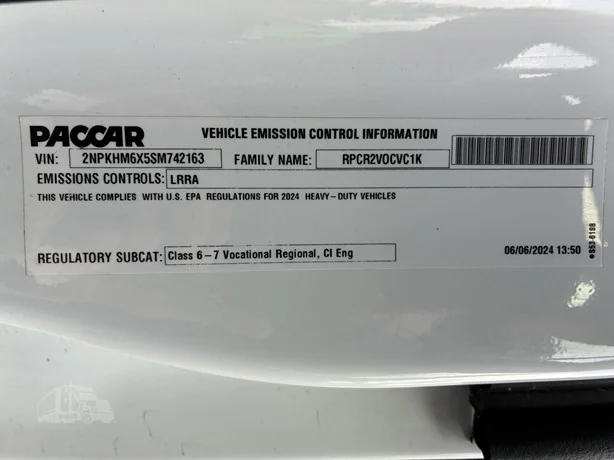 PACCAR VEHICLE EMISSION CONTROL INFORMATION
VIN: 2NPKHM6X5SM742163 FAMILY NAME: RPCR2VOCVC1K
EMISSIONS CONTROLS: LRRA
THIS VEHICLE COMPLIES WITH U.S. EPA REGULATIONS FOR 2024 HEAVY-DUTY VEHICLES
REGULATORY SUBCAT: Class 6-7 Vocational Regional, CI Eng
06/06/2024 13:50
S53-6198